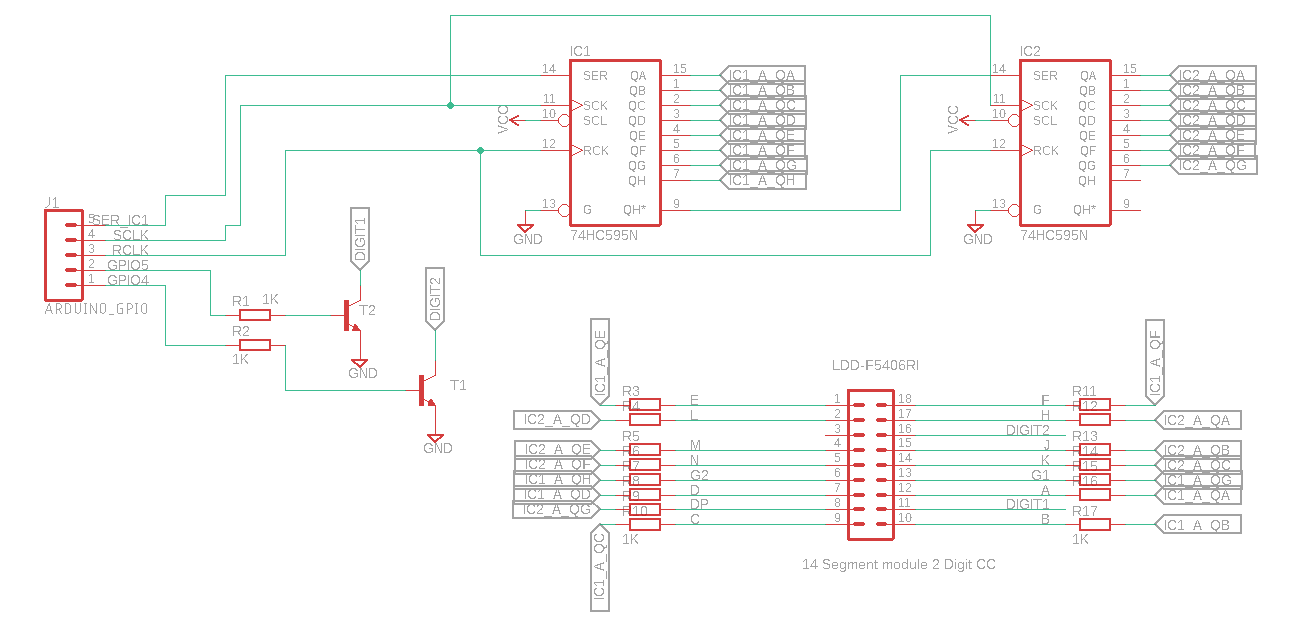 IC1
IC2
14
SER
QA
15
IC1_A_QA
QB
1
IC1_A_QB
11
SCK
QC
2
IC1_A_QC
VCC
10
SCL
QD
3
IC1_A_QD
QE
4
IC1_A_QE
12
RCK
QF
5
IC1_A_QF
QG
6
IC1_A_QG
QH
7
IC1_A_QH
13
G
QH*
9
GND
74HC595N
14
SER
QA
15
IC2_A_QA
QB
1
IC2_A_QB
11
SCK
QC
2
IC2_A_QC
VCC
10
SCL
QD
3
IC2_A_QD
QE
4
IC2_A_QE
12
RCK
QF
5
IC2_A_QF
QG
6
IC2_A_QG
QH
7
13
G
QH*
9
GND
74HC595N
J1
5
SER_IC1
4
SCLK
3
RCLK
2
GPIO5
1
GPIO4
ARDUINO_GPIO
R1
1K
R2
1K
DIGIT1
T2
GND
DIGIT2
T1
GND
LDD-F5406RI
IC1_A_QE
R3
E
1
18
F
R11
IC1_A_QF
IC2_A_QD
R4
L
2
17
H
R12
IC2_A_QA
3
16
DIGIT2
IC2_A_QE
R5
M
4
15
J
R13
IC2_A_QB
IC2_A_QF
R6
N
5
14
K
R14
IC2_A_QC
IC1_A_QH
R7
G2
6
13
G1
R15
IC1_A_QG
IC1_A_QD
R8
D
7
12
A
R16
IC1_A_QA
IC2_A_QG
R9
DP
8
11
DIGIT1
IC1_A_QC
R10
C
9
10
B
R17
IC1_A_QB
1K
1K
14 Segment module 2 Digit CC